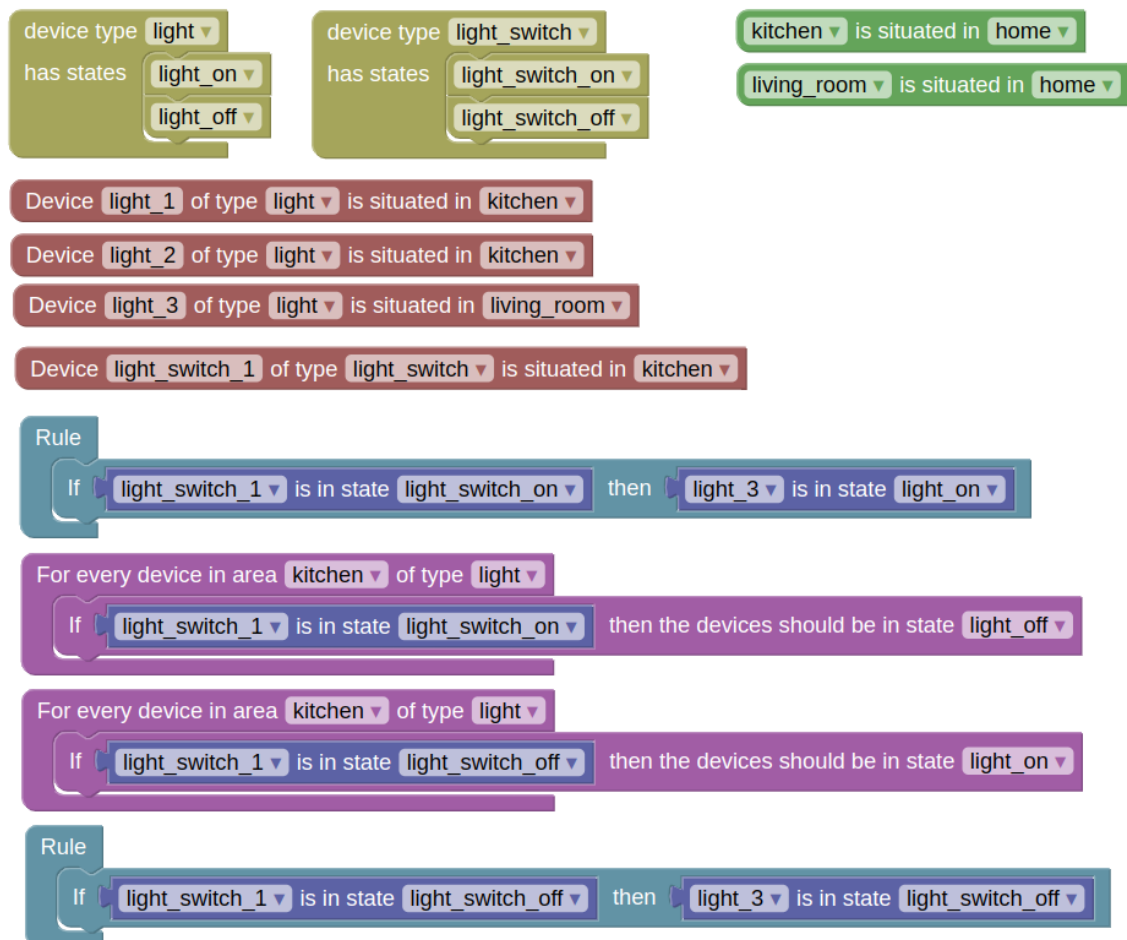 device type light
has states light_on
light_off
device type light_switch
has states light_switch_on
light_switch_off
kitchen is situated in home
living_room is situated in home
Device light_1 of type light is situated in kitchen
Device light_2 of type light is situated in kitchen
Device light_3 of type light is situated in living_room
Device light_switch_1 of type light_switch is situated in kitchen
Rule
If light_switch_1 is in state light_switch_on then light_3 is in state light_on
For every device in area kitchen of type light
If light_switch_1 is in state light_switch_on then the devices should be in state light_off
For every device in area kitchen of type light
If light_switch_1 is in state light_switch_off then the devices should be in state light_on
Rule
If light_switch_1 is in state light_switch_off then light_3 is in state light_switch_off